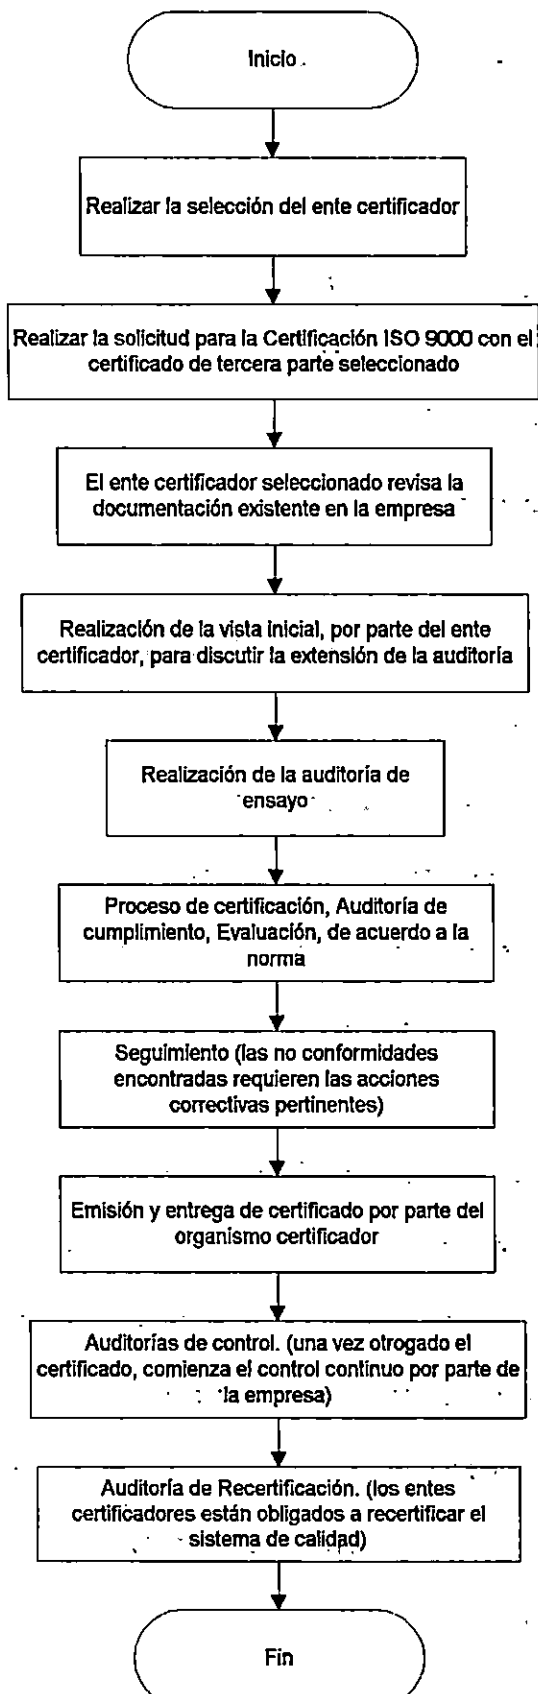 Inicio
Realizar la selección del ente certificador
Realizar la solicitud para la Certificación ISO 9000 con el
certificado de tercera parte seleccionado
El ente certificador seleccionado revisa la
documentación existente en la empresa
Realización de la vista inicial, por parte del ente
certificador, para discutir la extensión de la auditoría
Realización de la auditoría de
ensayo
Proceso de certificación, Auditoría de
cumplimiento, Evaluación, de acuerdo a la
norma
Seguimiento (las no conformidades
encontradas requieren las acciones
correctivas pertinentes)
Emisión y entrega de certificado por parte del
organismo certificador
Auditorías de control. (una vez otrogado el
certificado, comienza el control continuo por parte de
la empresa)
Auditoría de Recertificación. (los entes
certificadores están obligados a recertificar el
sistema de calidad)
Fin